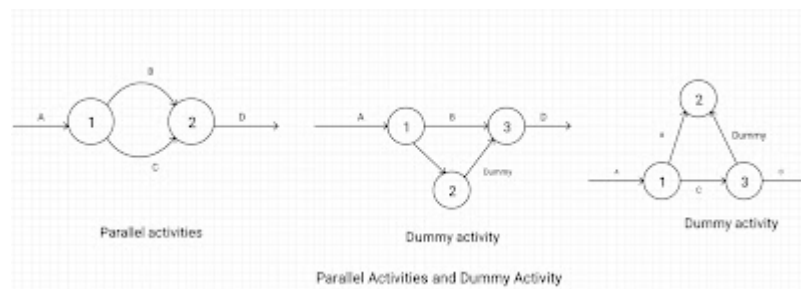 A
1
B
C
2
D
Parallel activities
A
1
B
3
D
2
Dummy
Dummy activity
2
Dummy
A
1
C
3
Dummy activity
Parallel Activities and Dummy Activity